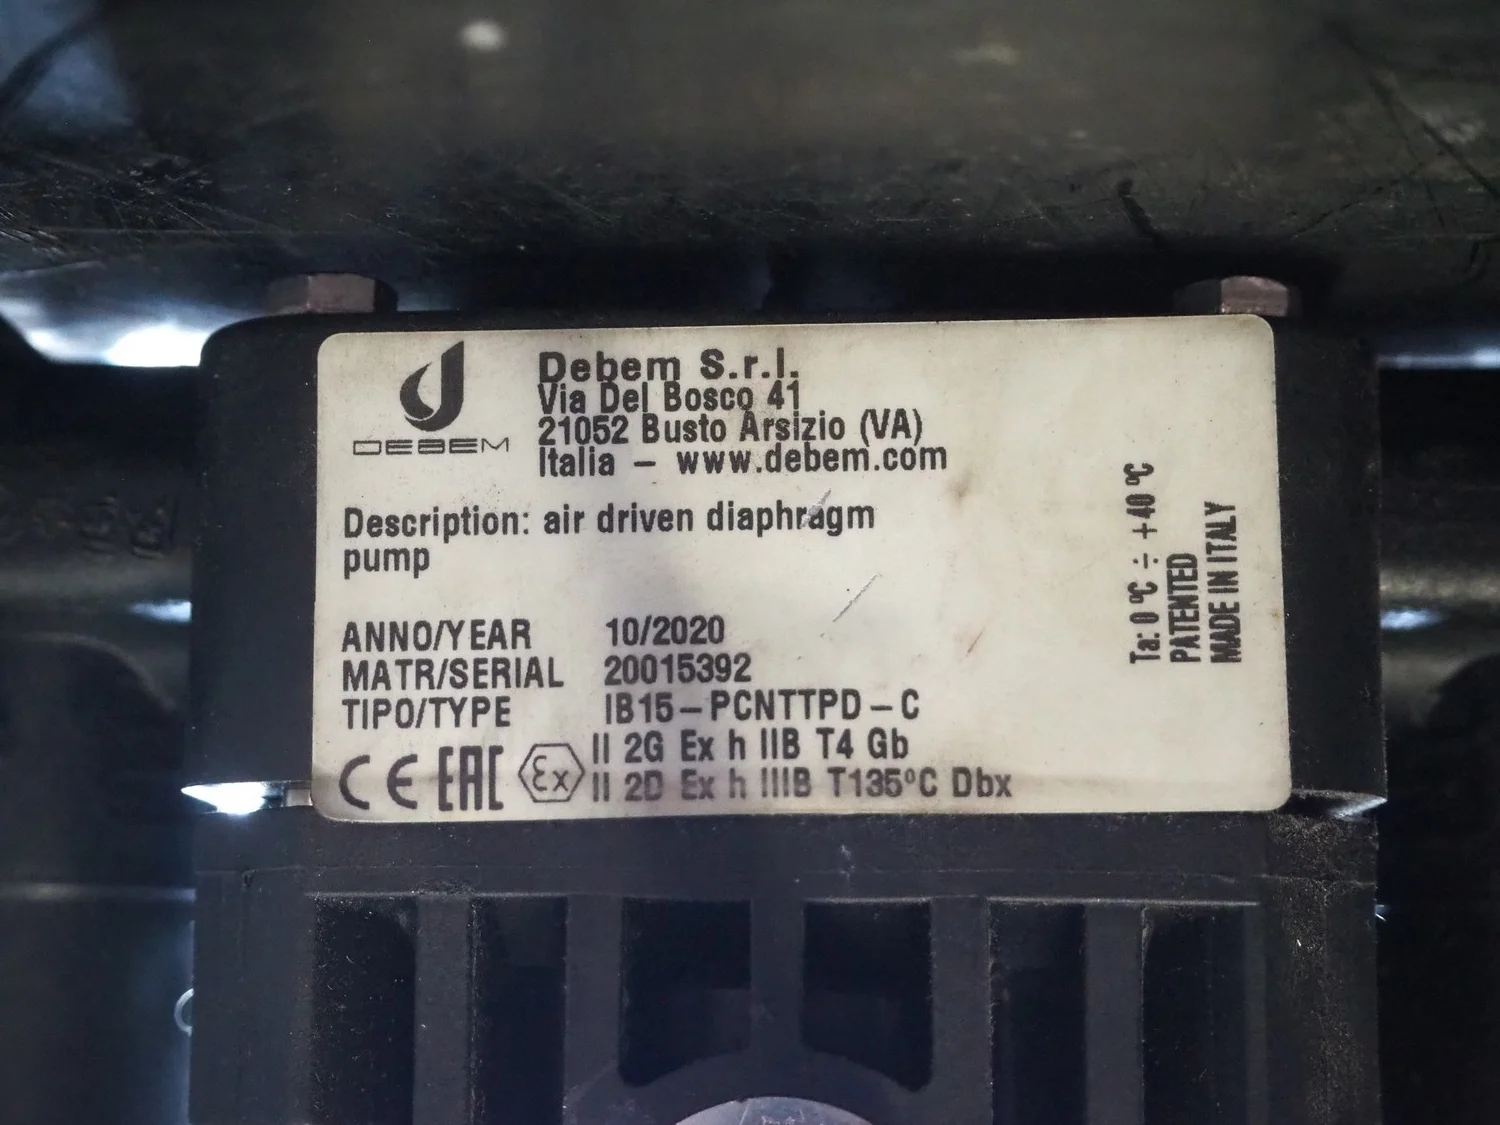 DEBEM
Debem S.r.l.
Via Del Bosco 41
21052 Busto Arsizio (VA)
Italia – www.debem.com
Description: air driven diaphragm
pump
ANNO/YEAR 10/2020
MATR/SERIAL 20015392
TIPO/TYPE IB15–PCNTTPD–C
CE EAC Ex II 2G Ex h IIB T4 Gb
II 2D Ex h IIIB T135°C Dbx
Ta: 0 °C ÷ +40 °C
PATENTED
MADE IN ITALY